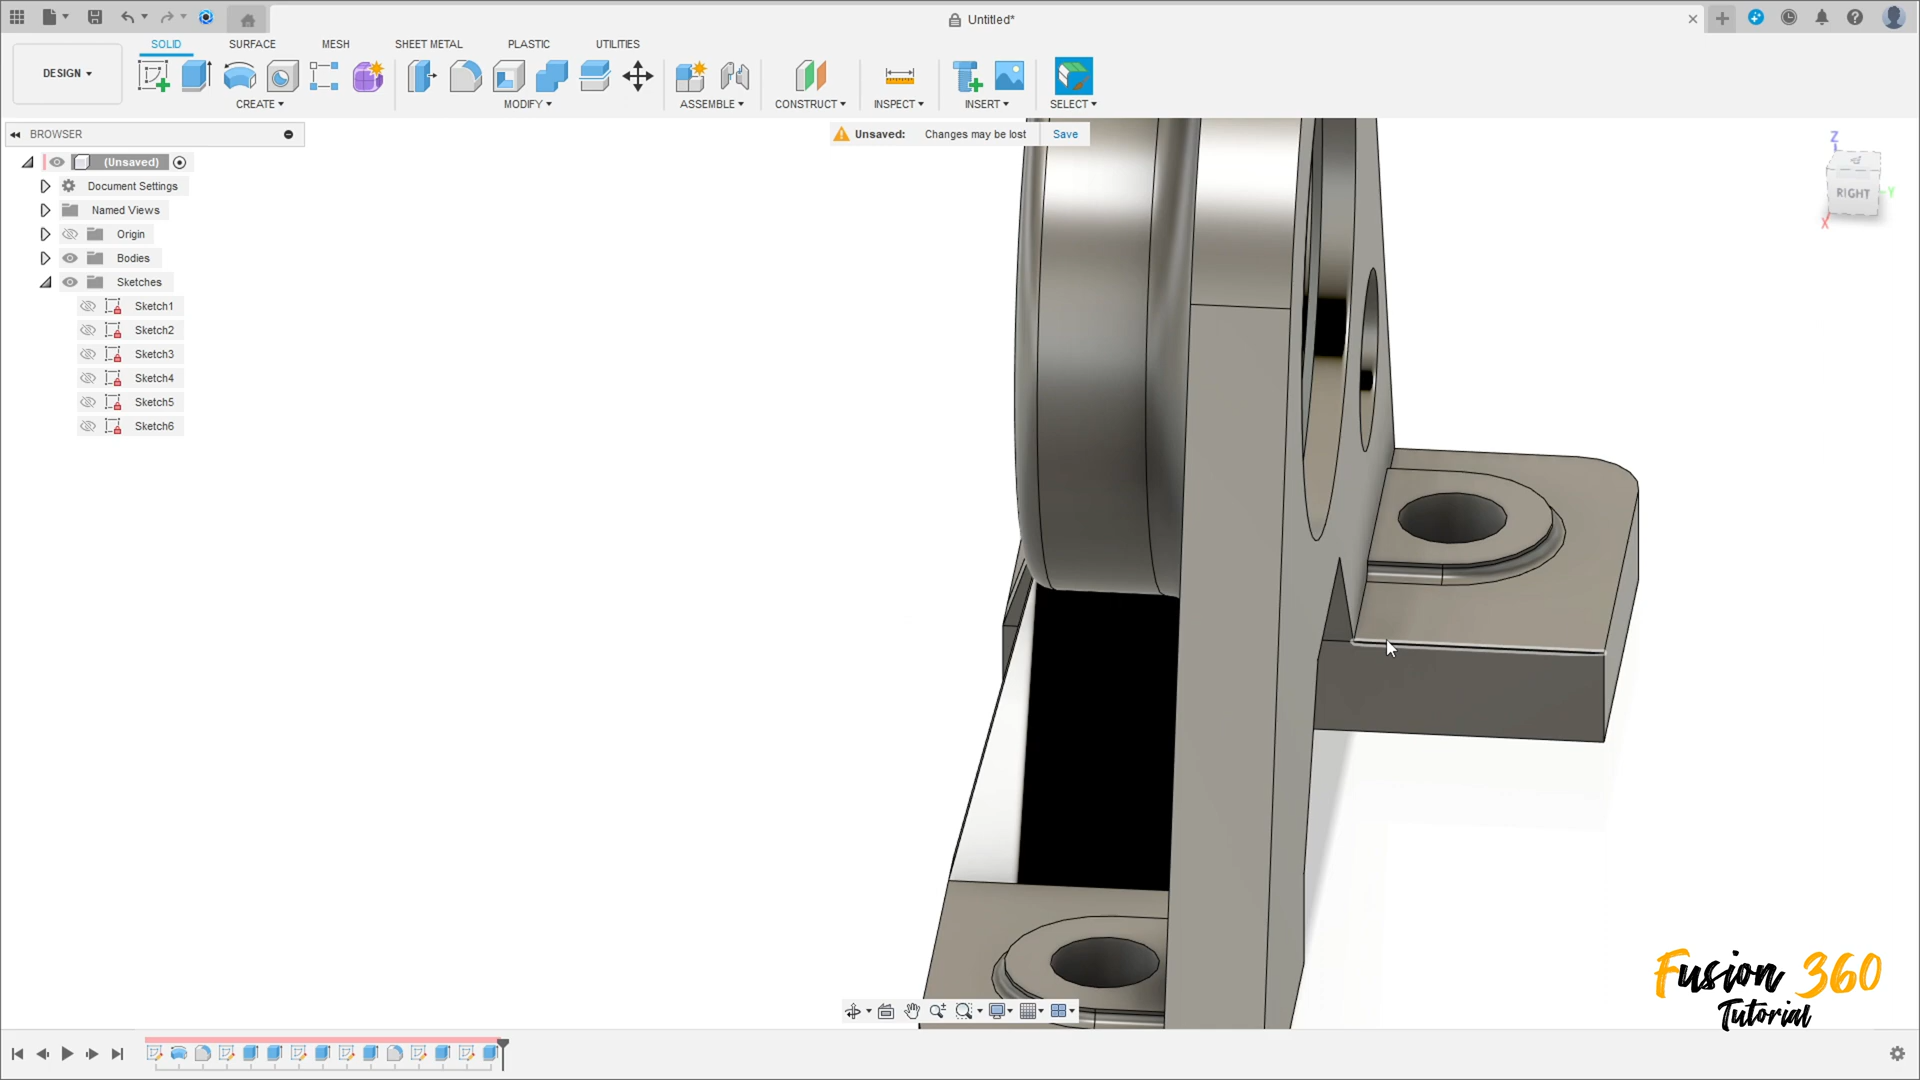 Untitled*
SOLID SURFACE MESH SHEET METAL PLASTIC UTILITIES
DESIGN
CREATE MODIFY ASSEMBLE CONSTRUCT INSPECT INSERT SELECT
BROWSER
Unsaved: Changes may be lost Save
(Unsaved)
Document Settings
Named Views
Origin
Bodies
Sketches
Sketch1
Sketch2
Sketch3
Sketch4
Sketch5
Sketch6
Z
RIGHT
Y
X
Fusion 360
Tutorial